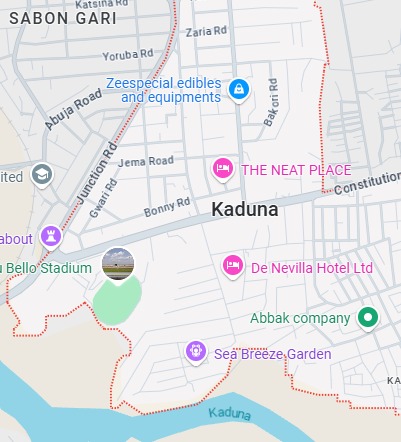 Katsina Rd
SABON GARI
Zaria Rd
Yoruba Rd
Zeespecial edibles
and equipments
Bakori Rd
Abuja Road
Junction Rd
Jema Road
THE NEAT PLACE
ited
Gwari Rd
Constitution
Bonny Rd
Kaduna
about
u Bello Stadium
De Nevilla Hotel Ltd
Abbak company
Sea Breeze Garden
KA
Kaduna